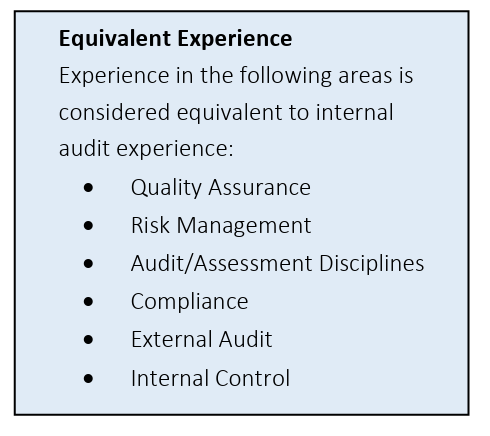 Equivalent Experience
Experience in the following areas is
considered equivalent to internal
audit experience:
• Quality Assurance
• Risk Management
• Audit/Assessment Disciplines
• Compliance
• External Audit
• Internal Control